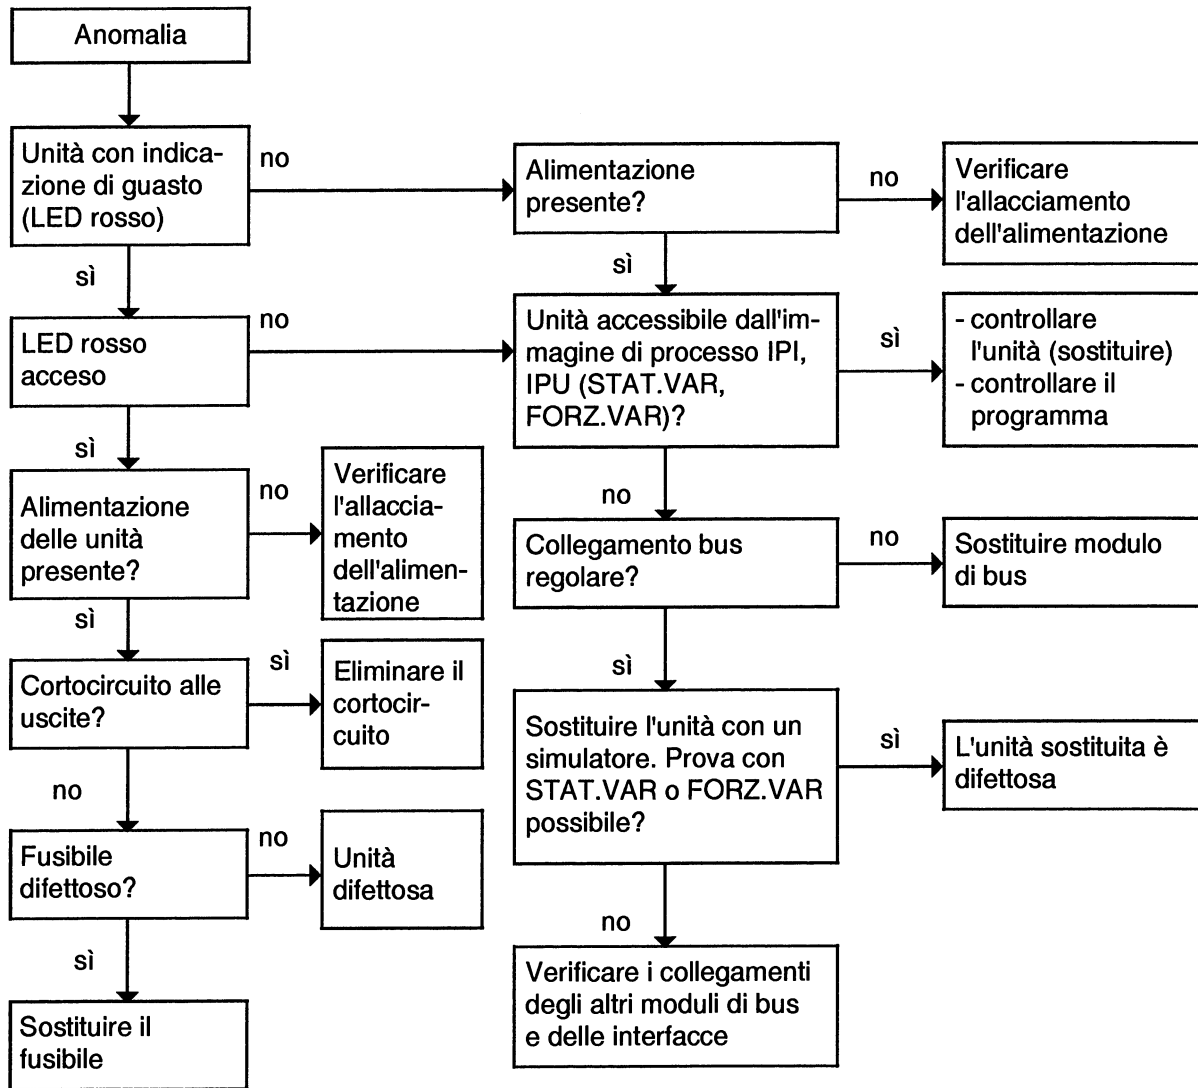 Anomalia
Unità con indica-
zione di guasto
(LED rosso)
no
Alimentazione
presente?
no
Verificare
l'allacciamento
dell'alimentazione
sì
sì
LED rosso
acceso
no
Unità accessibile dall'im-
magine di processo IPI,
IPU (STAT.VAR,
FORZ.VAR)?
sì
- controllare
l'unità (sostituire)
- controllare il
programma
sì
Alimentazione
delle unità
presente?
no
Verificare
l'allaccia-
mento
dell'alimen-
tazione
no
Collegamento bus
regolare?
no
Sostituire modulo
di bus
sì
Cortocircuito alle
uscite?
sì
Eliminare il
cortocir-
cuito
sì
Sostituire l'unità con un
simulatore. Prova con
STAT.VAR o FORZ.VAR
possibile?
sì
L'unità sostituita è
difettosa
no
Fusibile
difettoso?
no
Unità
difettosa
no
Verificare i collegamenti
degli altri moduli di bus
e delle interfacce
sì
Sostituire il
fusibile